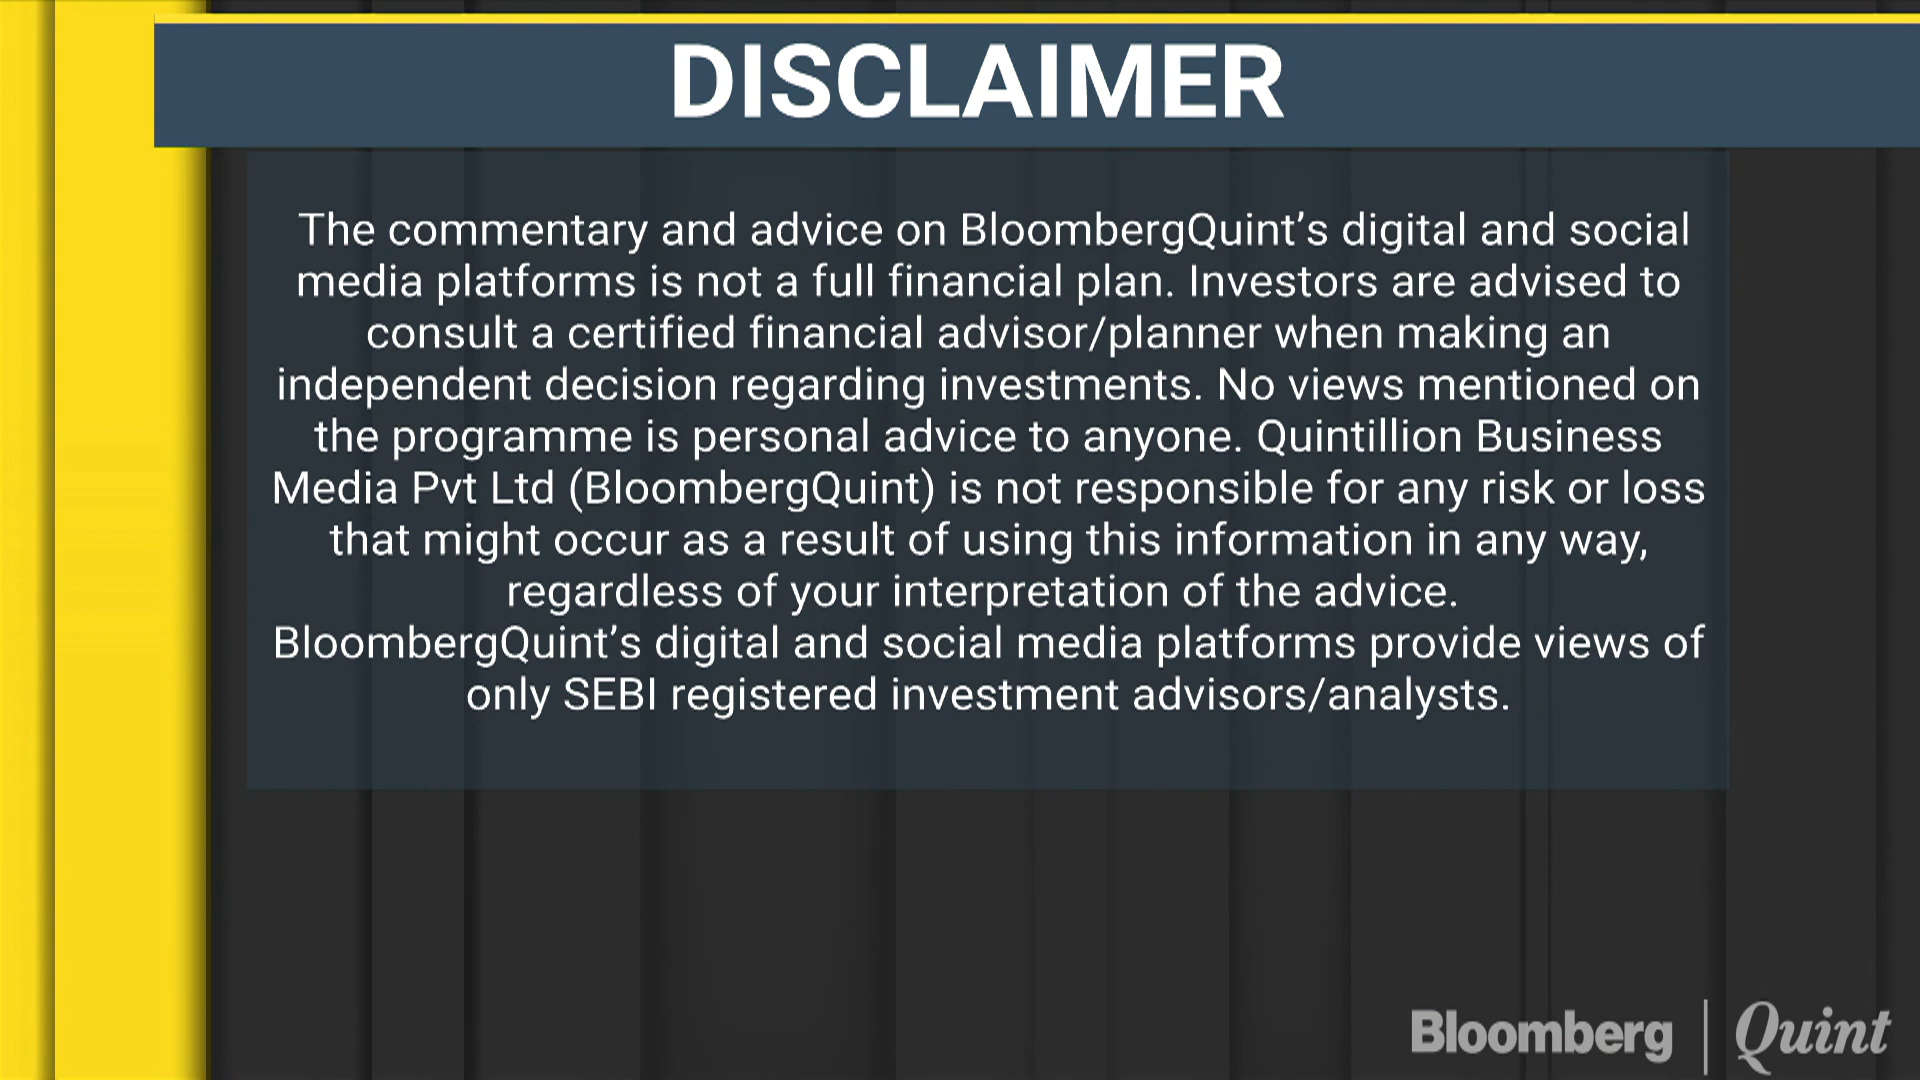 DISCLAIMER
The commentary and advice on BloombergQuint’s digital and social
media platforms is not a full financial plan. Investors are advised to
consult a certified financial advisor/planner when making an
independent decision regarding investments. No views mentioned on
the programme is personal advice to anyone. Quintillion Business
Media Pvt Ltd (BloombergQuint) is not responsible for any risk or loss
that might occur as a result of using this information in any way,
regardless of your interpretation of the advice.
BloombergQuint’s digital and social media platforms provide views of
only SEBI registered investment advisors/analysts.
Bloomberg | Quint